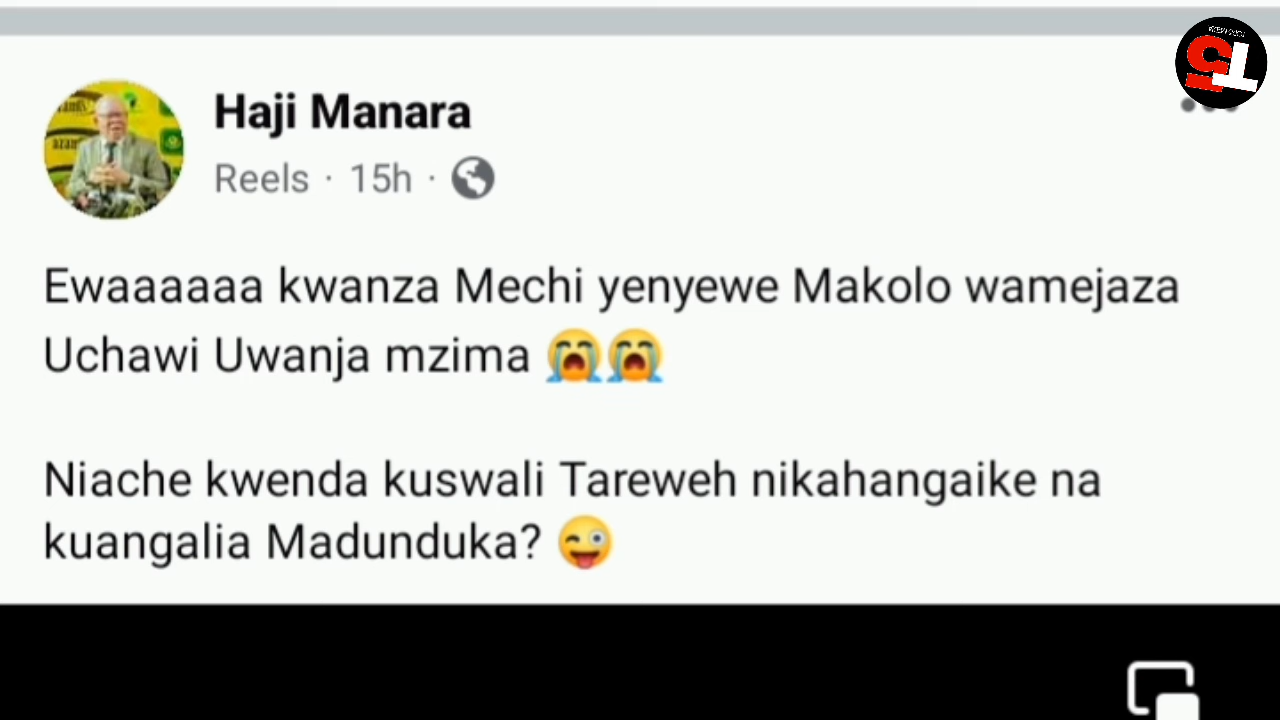 Haji Manara
Reels · 15h ·
Ewaaaaaa kwanza Mechi yenyewe Makolo wamejaza
Uchawi Uwanja mzima 😭😭
Niache kwenda kuswali Tareweh nikahangaike na
kuangalia Madunduka? 😜